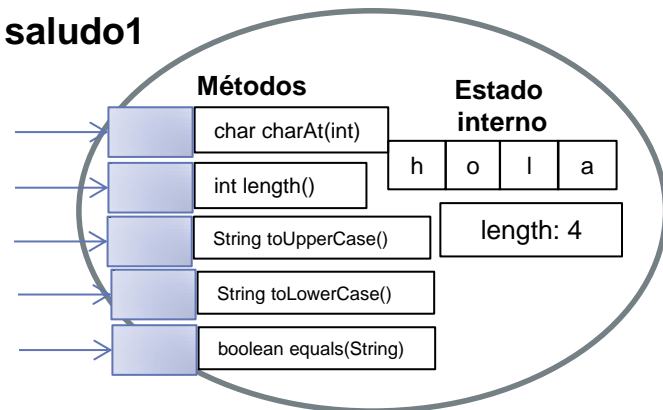 saludo1
Métodos
char charAt(int)
int length()
String toUpperCase()
String toLowerCase()
boolean equals(String)
Estado
interno
h o l a
length: 4